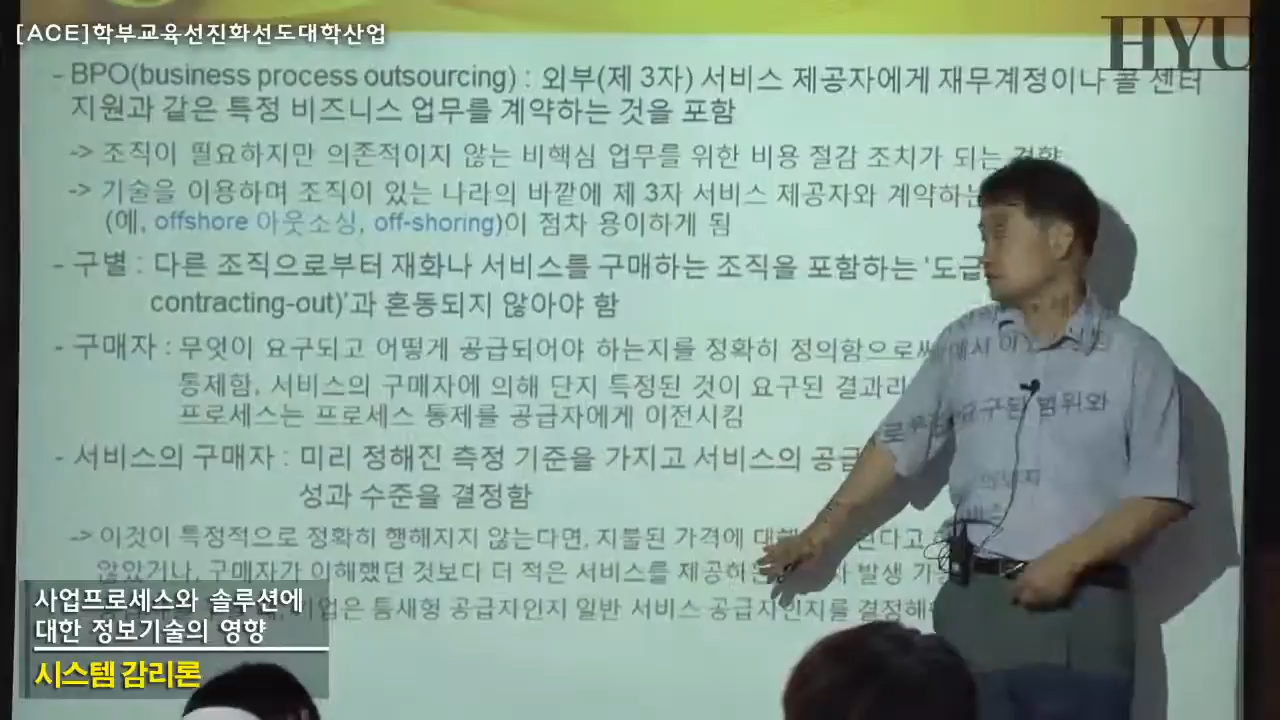 [ACE]학부교육선진화선도대학산업
HYU
- BPO(business process outsourcing) : 외부(제 3자) 서비스 제공자에게 재무계정이나 콜 센터
지원과 같은 특정 비즈니스 업무를 계약하는 것을 포함
-> 조직이 필요하지만 의존적이지 않는 비핵심 업무를 위한 비용 절감 조치가 되는 경향
-> 기술을 이용하며 조직이 있는 나라의 바깥에 제 3자 서비스 제공자와 계약하는
(예, offshore 아웃소싱, off-shoring)이 점차 용이하게 됨
- 구별 : 다른 조직으로부터 재화나 서비스를 구매하는 조직을 포함하는 '도급
contracting-out)'과 혼동되지 않아야 함
- 구매자 : 무엇이 요구되고 어떻게 공급되어야 하는지를 정확히 정의함으로써
통제함, 서비스의 구매자에 의해 단지 특정된 것이 요구된 요구된 범위와
프로세스는 프로세스 통제를 공급자에게 이전시킴
- 서비스의 구매자 : 미리 정해진 측정 기준을 가지고 서비스의
성과 수준을 결정함
-> 이것이 특정적으로 정확히 행해지지 않는다면, 지불된 가격에
않았거나, 구매자가 이해했던 것보다 더 적은 서비스를 발생
틈새형 공급자인지 일반 서비스 공급자인지를
사업프로세스와 솔루션에
대한 정보기술의 영향
시스템 감리론